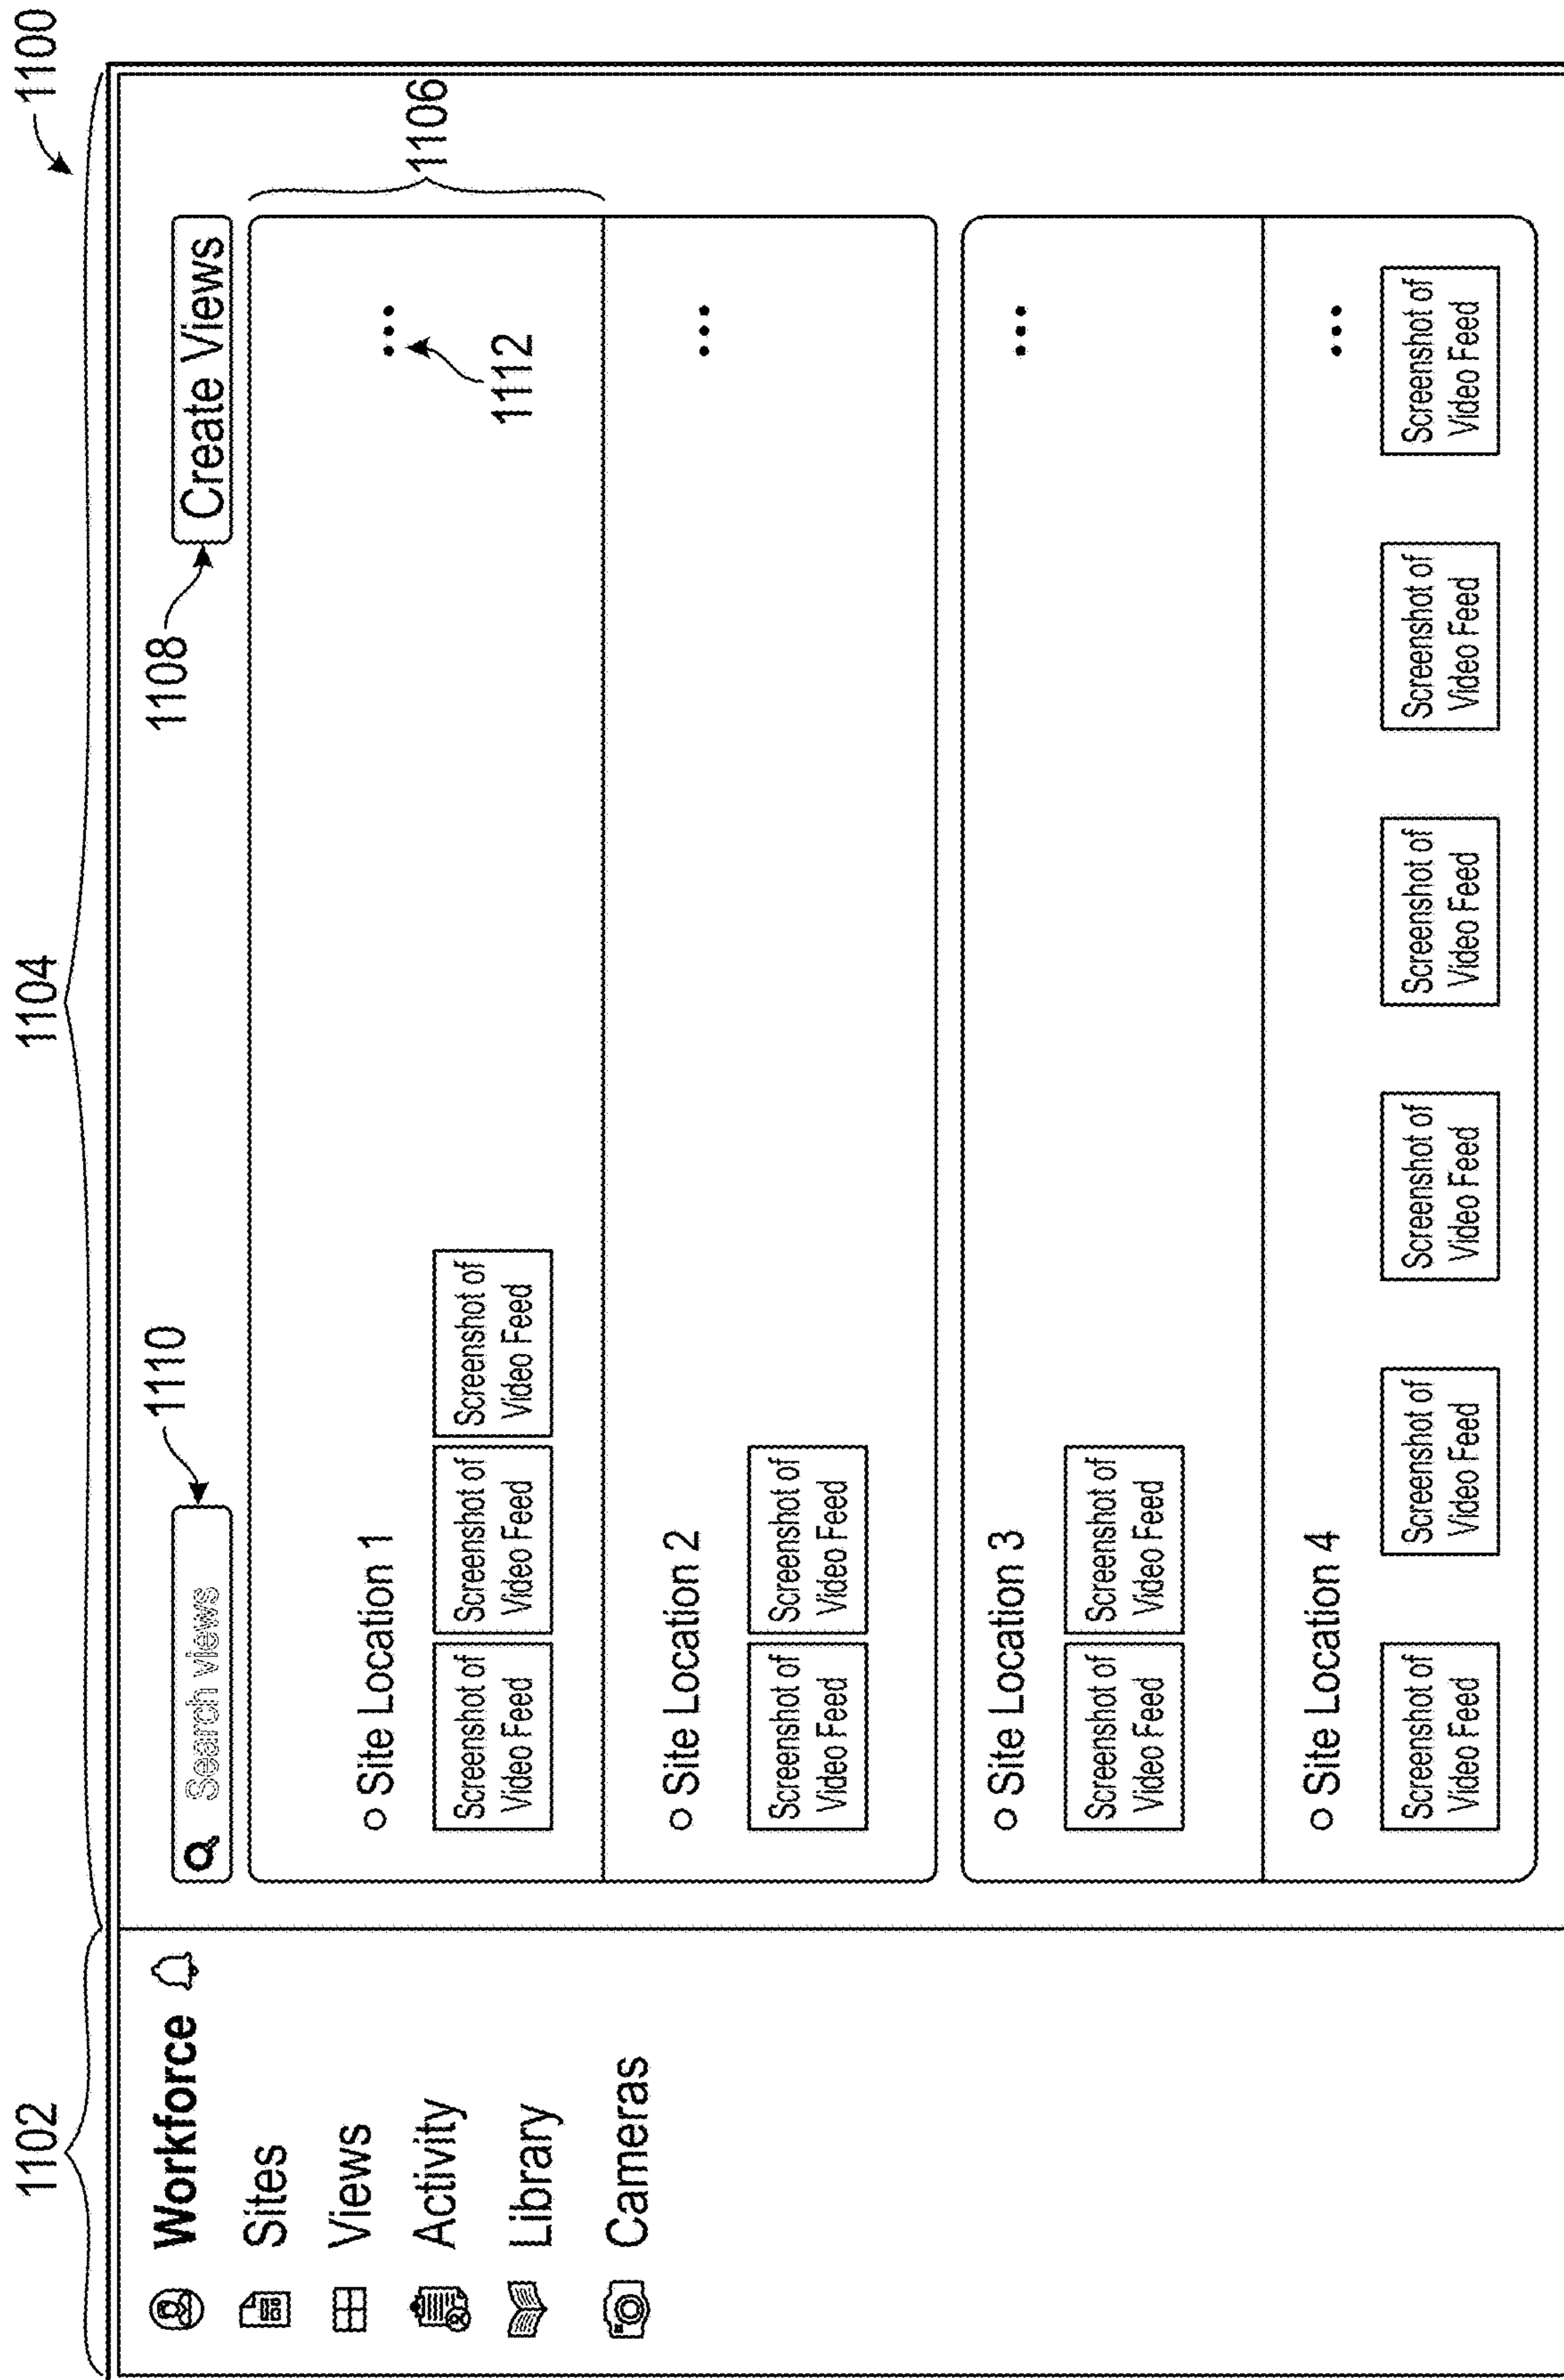 1100
1102
1104
Workforce
Sites
Views
Activity
Library
Cameras
Search views
1110
1108
Create Views
1106
Site Location 1
...
1112
Screenshot of
Video Feed
Screenshot of
Video Feed
Screenshot of
Video Feed
Site Location 2
...
Screenshot of
Video Feed
Screenshot of
Video Feed
Site Location 3
...
Screenshot of
Video Feed
Screenshot of
Video Feed
Site Location 4
...
Screenshot of
Video Feed
Screenshot of
Video Feed
Screenshot of
Video Feed
Screenshot of
Video Feed
Screenshot of
Video Feed
Screenshot of
Video Feed